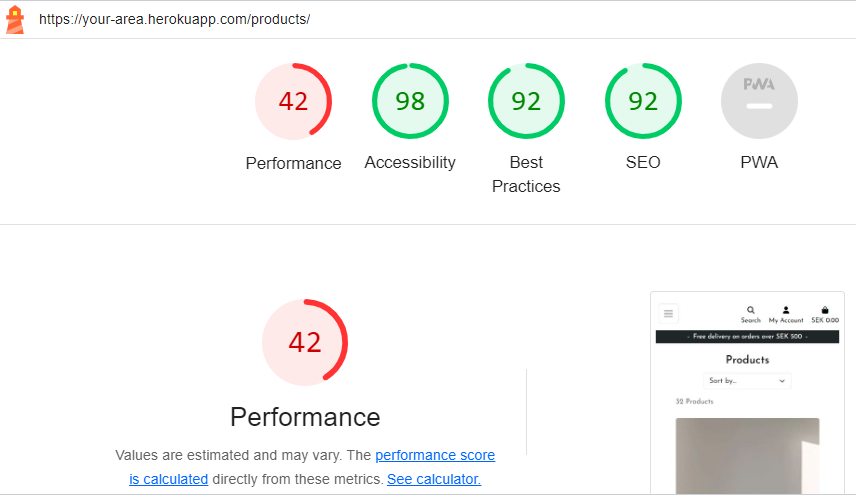 https://your-area.herokuapp.com/products/
42
98
92
92
PWA
Performance
Accessibility
Best
Practices
SEO
PWA
42
Performance
Values are estimated and may vary. The performance score
is calculated directly from these metrics. See calculator.
Search
My Account
SEK 0.00
- Free delivery on orders over SEK 500 -
Products
Sort by...
32 Products